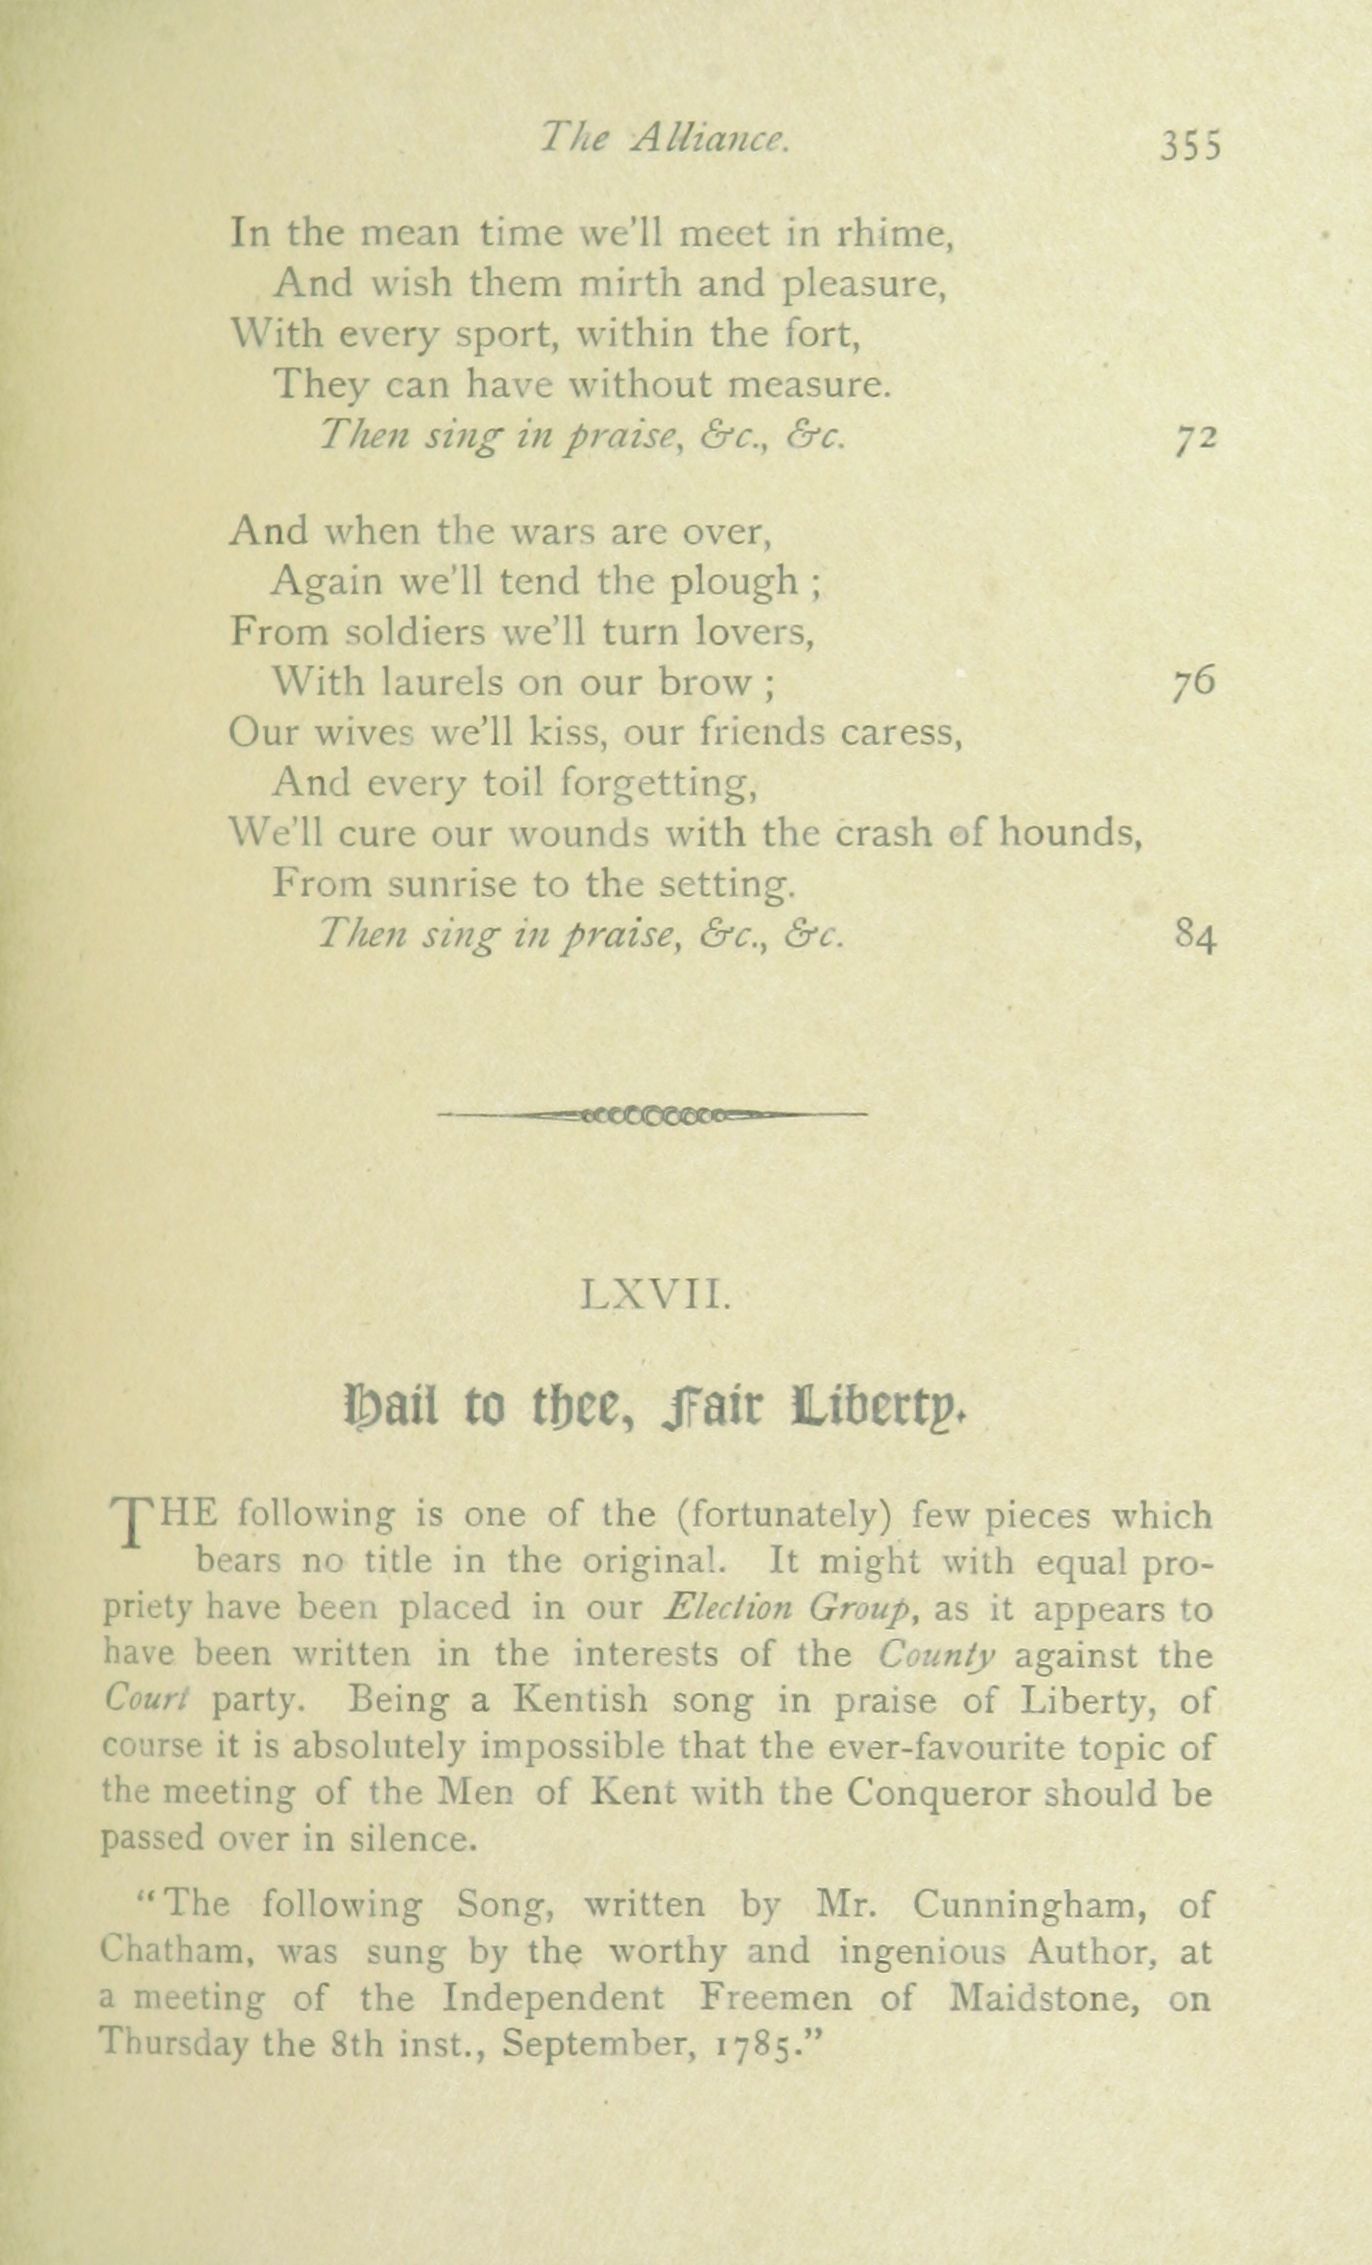 The Alliance. 355
In the mean time we'll meet in rhime,
And wish them mirth and pleasure,
With every sport, within the fort,
They can have without measure.
Then sing in praise, &c., &c. 72
And when the wars are over,
Again we'll tend the plough ;
From soldiers we'll turn lovers,
With laurels on our brow ; 76
Our wives we'll kiss, our friends caress,
And every toil forgetting,
We'll cure our wounds with the crash of hounds,
From sunrise to the setting.
Then sing in praise, &c., &c. 84
LXVII.
Hail to thee, Fair Liberty.
THE following is one of the (fortunately) few pieces which
bears no title in the original. It might with equal pro-
priety have been placed in our Election Group, as it appears to
have been written in the interests of the County against the
Court party. Being a Kentish song in praise of Liberty, of
course it is absolutely impossible that the ever-favourite topic of
the meeting of the Men of Kent with the Conqueror should be
passed over in silence.
"The following Song, written by Mr. Cunningham, of
Chatham, was sung by the worthy and ingenious Author, at
a meeting of the Independent Freemen of Maidstone, on
Thursday the 8th inst., September, 1785."